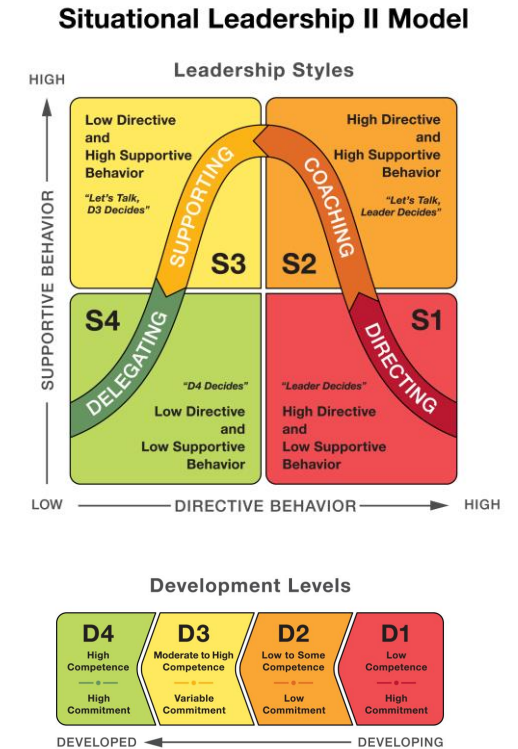 Situational Leadership II Model
Leadership Styles
HIGH
SUPPORTIVE BEHAVIOR
LOW
Low Directive
and
High Supportive
Behavior
"Let's Talk,
D3 Decides"
SUPPORTING
S3
High Directive
and
High Supportive
Behavior
"Let's Talk,
Leader Decides"
COACHING
S2
S4
DELEGATING
"D4 Decides"
Low Directive
and
Low Supportive
Behavior
S1
DIRECTING
"Leader Decides"
High Directive
and
Low Supportive
Behavior
DIRECTIVE BEHAVIOR
HIGH
Development Levels
D4
High
Competence
High
Commitment
D3
Moderate to High
Competence
Variable
Commitment
D2
Low to Some
Competence
Low
Commitment
D1
Low
Competence
High
Commitment
DEVELOPED
DEVELOPING